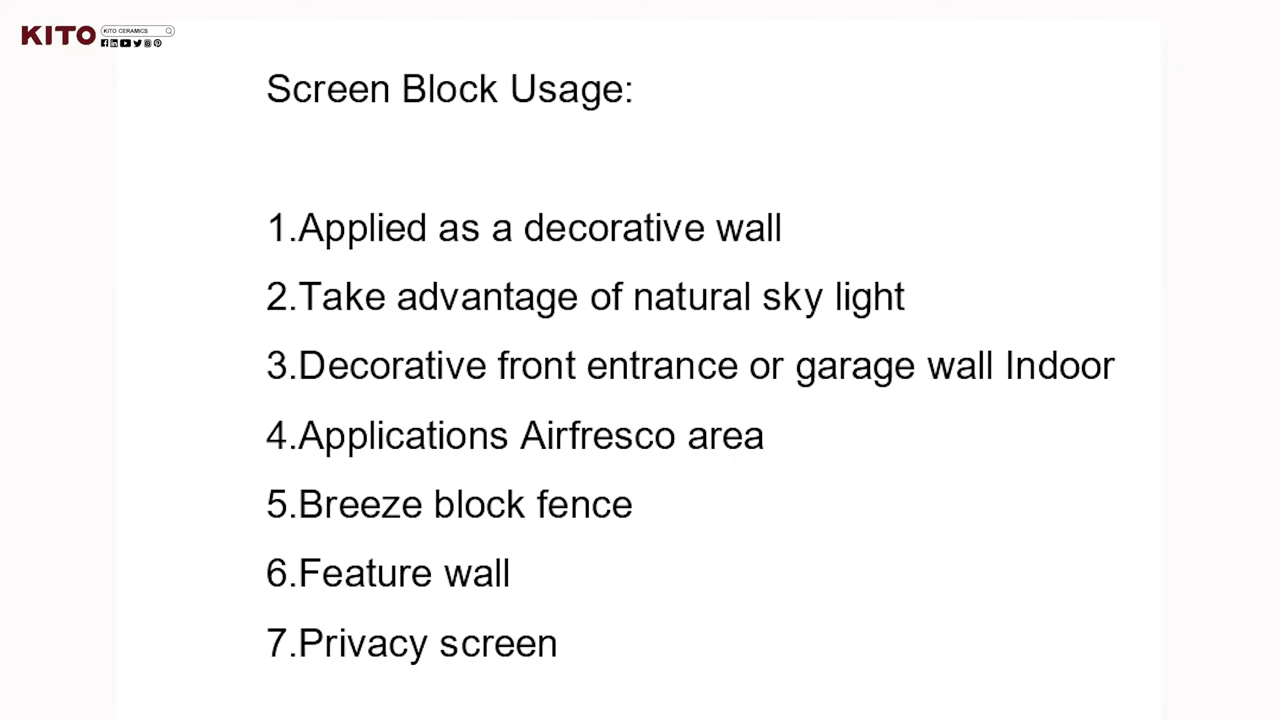 KITO
KITO CERAMICS
Screen Block Usage:
1.Applied as a decorative wall
2.Take advantage of natural sky light
3.Decorative front entrance or garage wall Indoor
4.Applications Airfresco area
5.Breeze block fence
6.Feature wall
7.Privacy screen